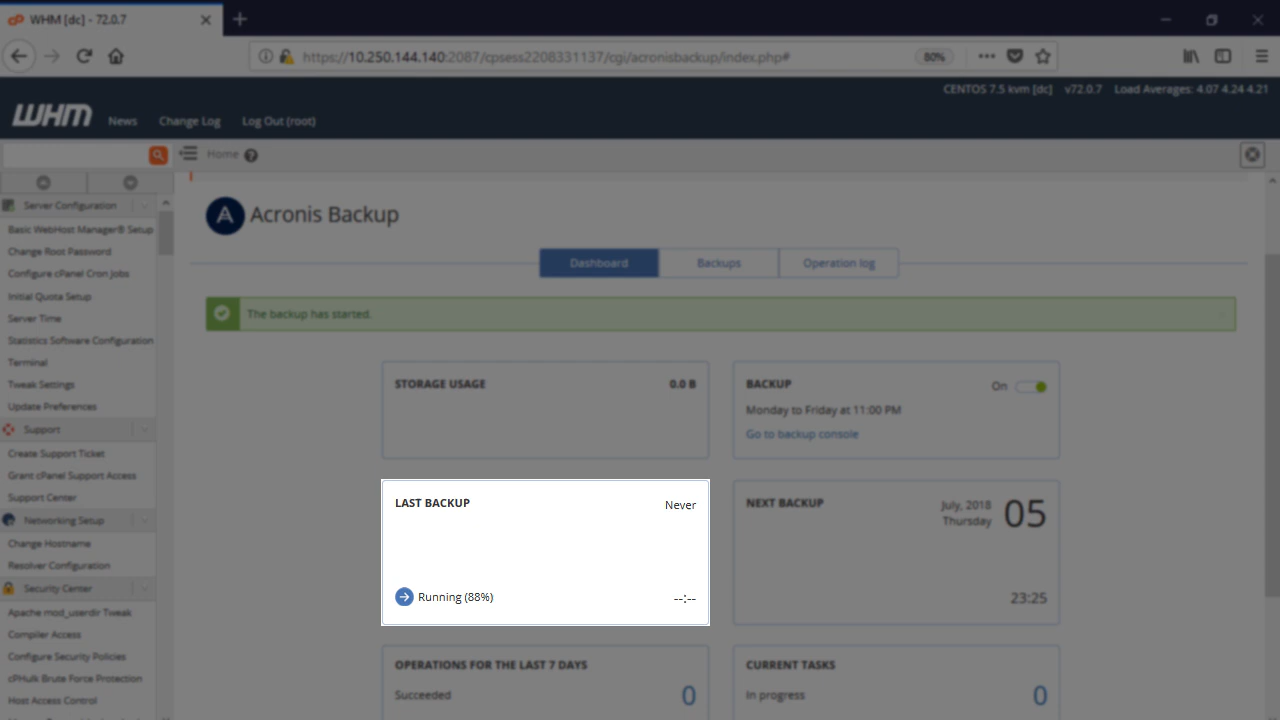 WHM [dc] - 72.0.7
https://10.250.144.140:2087/cpsess2208331137/cgi/acronisbackup/index.php#
80%
CENTOS 7.5 kvm [dc] v72.0.7 Load Averages: 4.07 4.24 4.21
WHM News Change Log Log Out (root)
Home
Server Configuration
Basic WebHost Manager® Setup
Change Root Password
Configure cPanel Cron Jobs
Initial Quota Setup
Server Time
Statistics Software Configuration
Terminal
Tweak Settings
Update Preferences
Support
Create Support Ticket
Grant cPanel Support Access
Support Center
Networking Setup
Change Hostname
Resolver Configuration
Security Center
Apache mod_userdir Tweak
Compiler Access
Configure Security Policies
cPHulk Brute Force Protection
Host Access Control
Acronis Backup
Dashboard Backups Operation log
The backup has started.
STORAGE USAGE 0.0 B
BACKUP On
Monday to Friday at 11:00 PM
Go to backup console
LAST BACKUP Never
Running (88%) --:--
NEXT BACKUP July, 2018
Thursday 05
23:25
OPERATIONS FOR THE LAST 7 DAYS
Succeeded 0
CURRENT TASKS
In progress 0